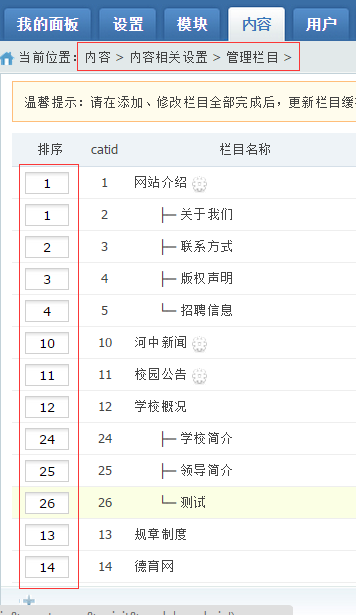 我的面板 设置 模块 内容 用户
当前位置：内容 > 内容相关设置 > 管理栏目 >
温馨提示：请在添加、修改栏目全部完成后，更新栏目缓
排序 catid 栏目名称
1 1 网站介绍
1 2 ├─ 关于我们
2 3 ├─ 联系方式
3 4 ├─ 版权声明
4 5 └─ 招聘信息
10 10 河中新闻
11 11 校园公告
12 12 学校概况
24 24 ├─ 学校简介
25 25 ├─ 领导简介
26 26 └─ 测试
13 13 规章制度
14 14 德育网